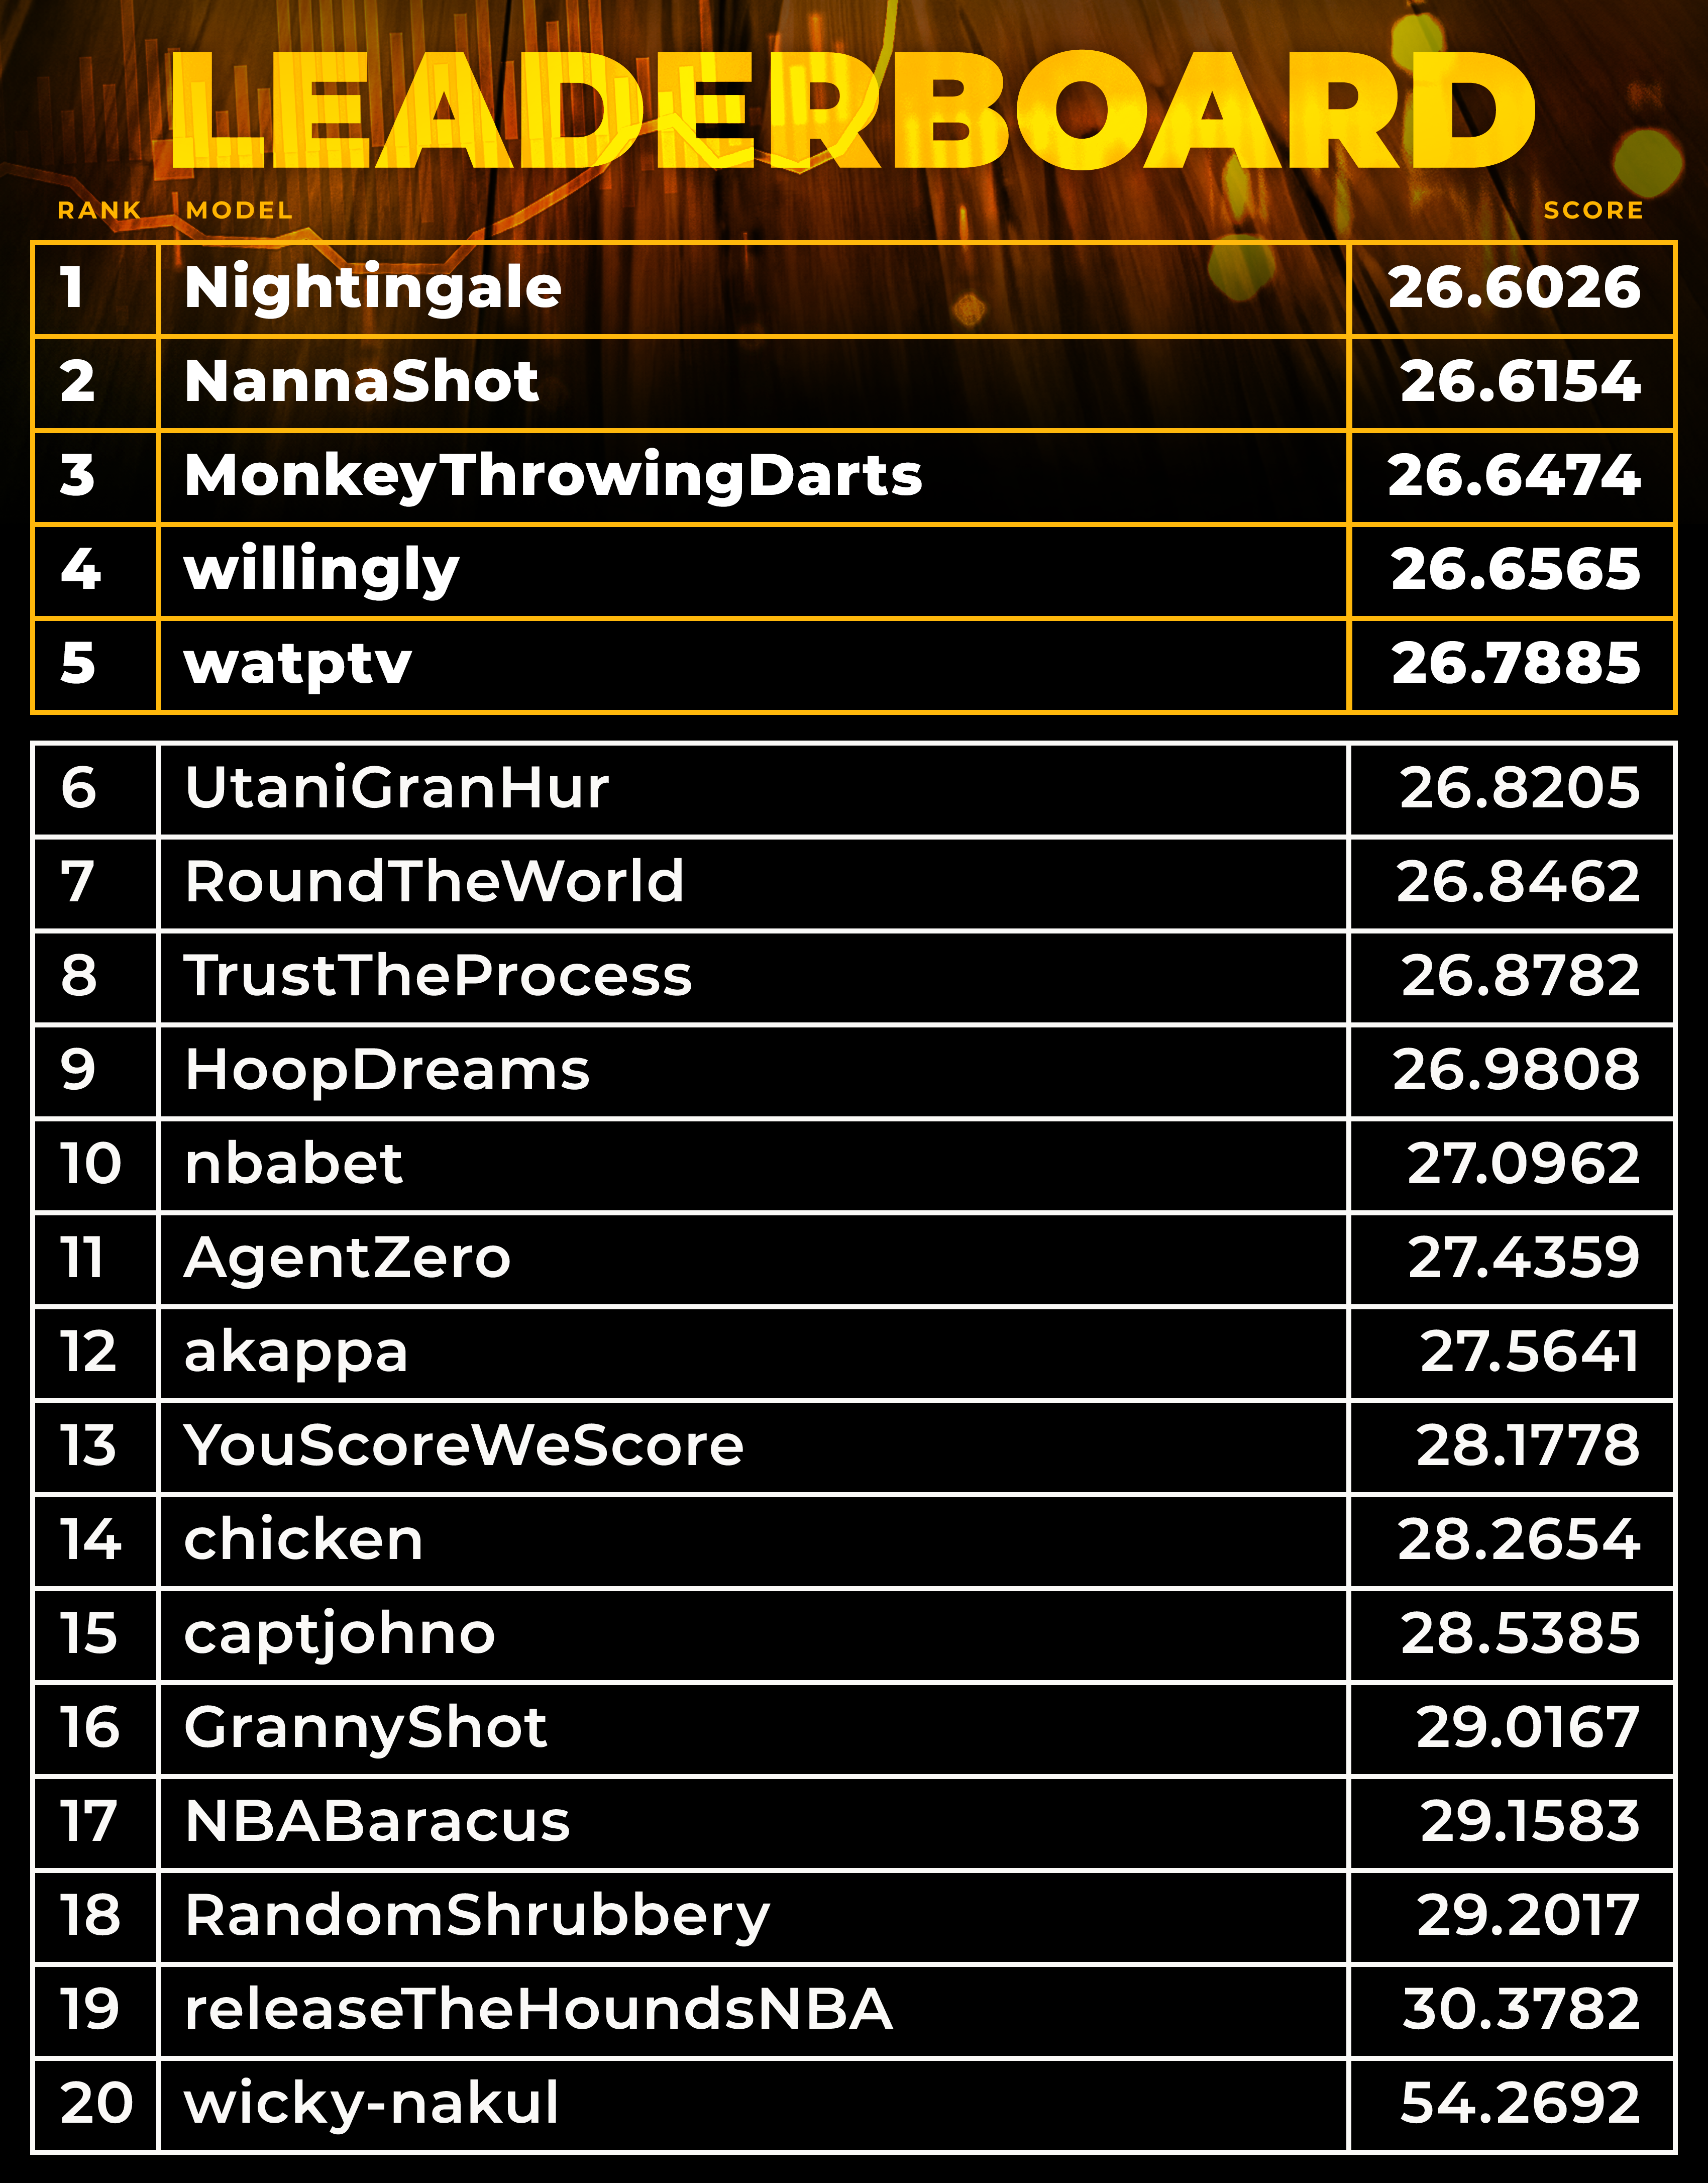 LEADERBOARD
RANK MODEL SCORE
1 Nightingale 26.6026
2 NannaShot 26.6154
3 MonkeyThrowingDarts 26.6474
4 willingly 26.6565
5 watptv 26.7885
6 UtaniGranHur 26.8205
7 RoundTheWorld 26.8462
8 TrustTheProcess 26.8782
9 HoopDreams 26.9808
10 nbabet 27.0962
11 AgentZero 27.4359
12 akappa 27.5641
13 YouScoreWeScore 28.1778
14 chicken 28.2654
15 captjohno 28.5385
16 GrannyShot 29.0167
17 NBABaracus 29.1583
18 RandomShrubbery 29.2017
19 releaseTheHoundsNBA 30.3782
20 wicky-nakul 54.2692